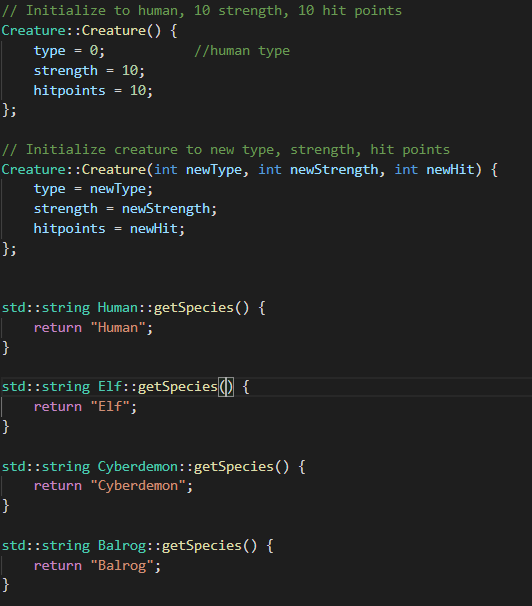 // Initialize to human, 10 strength, 10 hit points
Creature::Creature() {
    type = 0;           //human type
    strength = 10;
    hitpoints = 10;
};

// Initialize creature to new type, strength, hit points
Creature::Creature(int newType, int newStrength, int newHit) {
    type = newType;
    strength = newStrength;
    hitpoints = newHit;
};


std::string Human::getSpecies() {
    return "Human";
}

std::string Elf::getSpecies() {
    return "Elf";
}

std::string Cyberdemon::getSpecies() {
    return "Cyberdemon";
}

std::string Balrog::getSpecies() {
    return "Balrog";
}